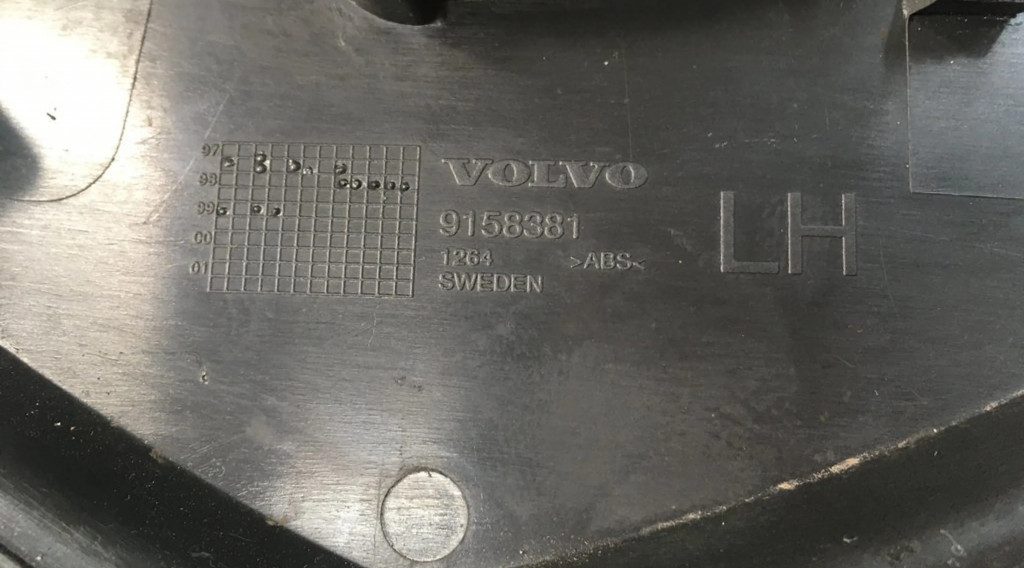 97
98
99
00
01
VOLVO
9158381
1264 >ABS<
SWEDEN
LH